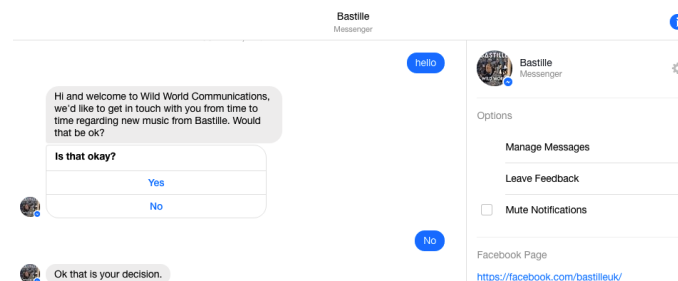 Bastille
Messenger
hello
Hi and welcome to Wild World Communications,
we'd like to get in touch with you from time to
time regarding new music from Bastille. Would
that be ok?
Is that okay?
Yes
No
No
Ok that is your decision.
Bastille
Messenger
Options
Manage Messages
Leave Feedback
Mute Notifications
Facebook Page
https://facebook.com/bastilleuk/